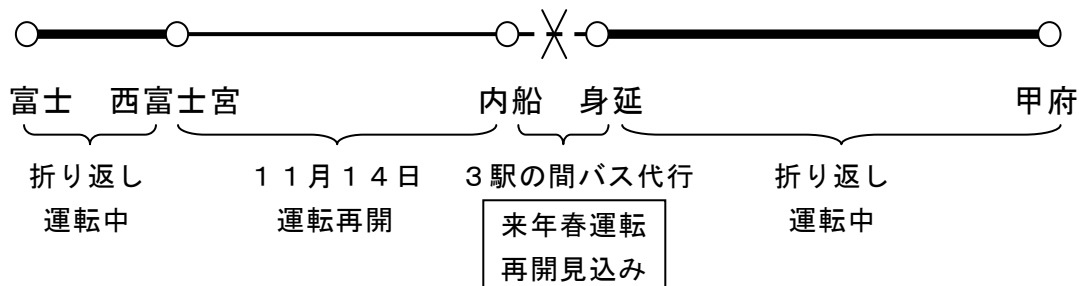 富士 西富士宮 内船 身延 甲府
折り返し 11月14日 3駅の間バス代行 折り返し
運転中 運転再開 来年春運転 運転中
再開見込み